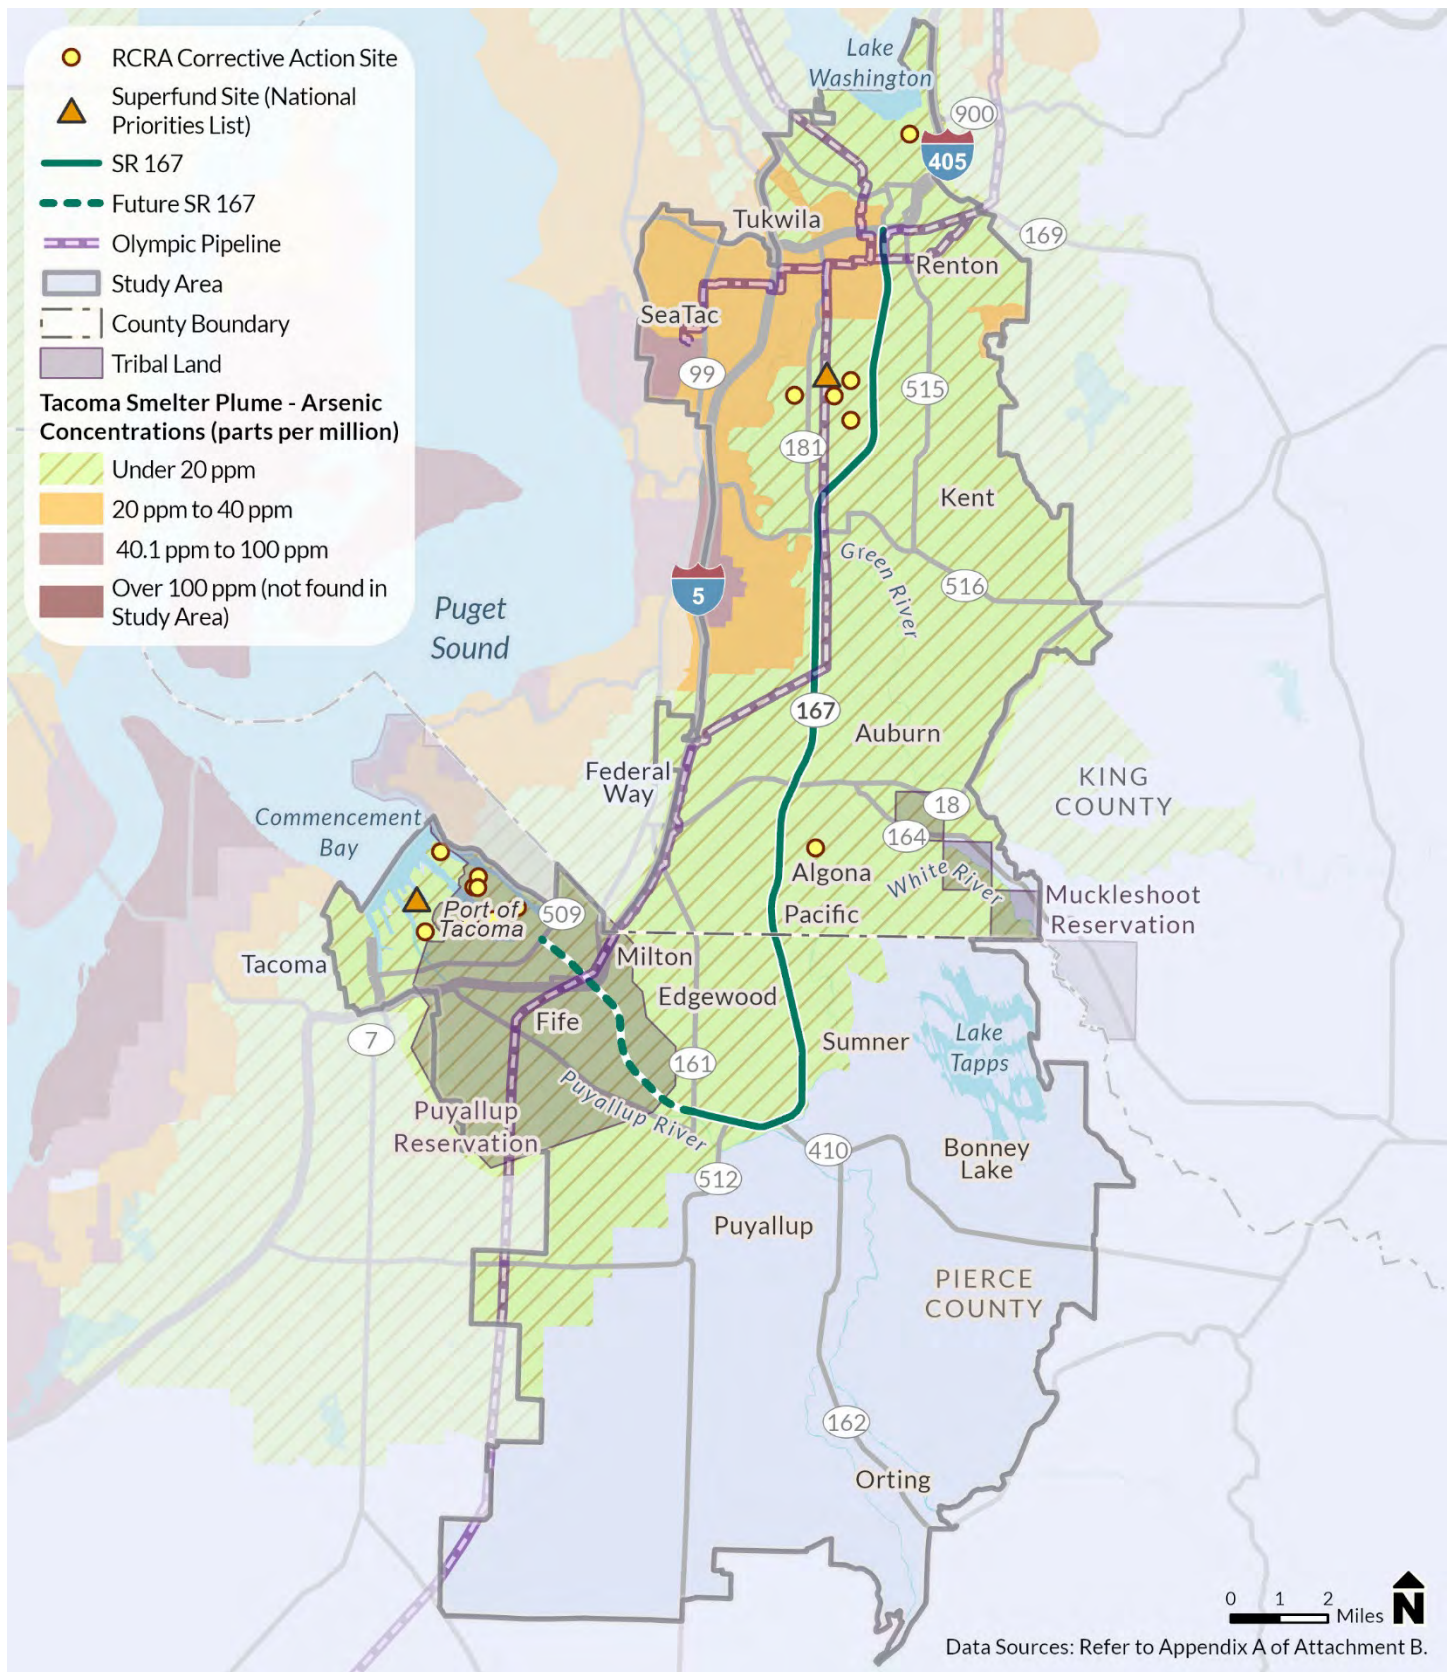 RCRA Corrective Action Site
Superfund Site (National
Priorities List)
SR 167
Future SR 167
Olympic Pipeline
Study Area
County Boundary
Tribal Land
Tacoma Smelter Plume - Arsenic
Concentrations (parts per million)
Under 20 ppm
20 ppm to 40 ppm
40.1 ppm to 100 ppm
Over 100 ppm (not found in
Study Area)
Lake
Washington
900
405
Tukwila
169
Renton
SeaTac
99
515
181
Kent
Green River
516
5
Puget
Sound
167
Auburn
Federal
Way
KING
COUNTY
18
164
Commencement
Bay
Algona
White River
Muckleshoot
Reservation
Pacific
Port of
Tacoma
509
Tacoma
Milton
Edgewood
Fife
Sumner
Lake
Tapps
7
161
Puyallup River
Puyallup
Reservation
410
Bonney
Lake
512
Puyallup
PIERCE
COUNTY
162
Orting
0 1 2
Miles
N
Data Sources: Refer to Appendix A of Attachment B.